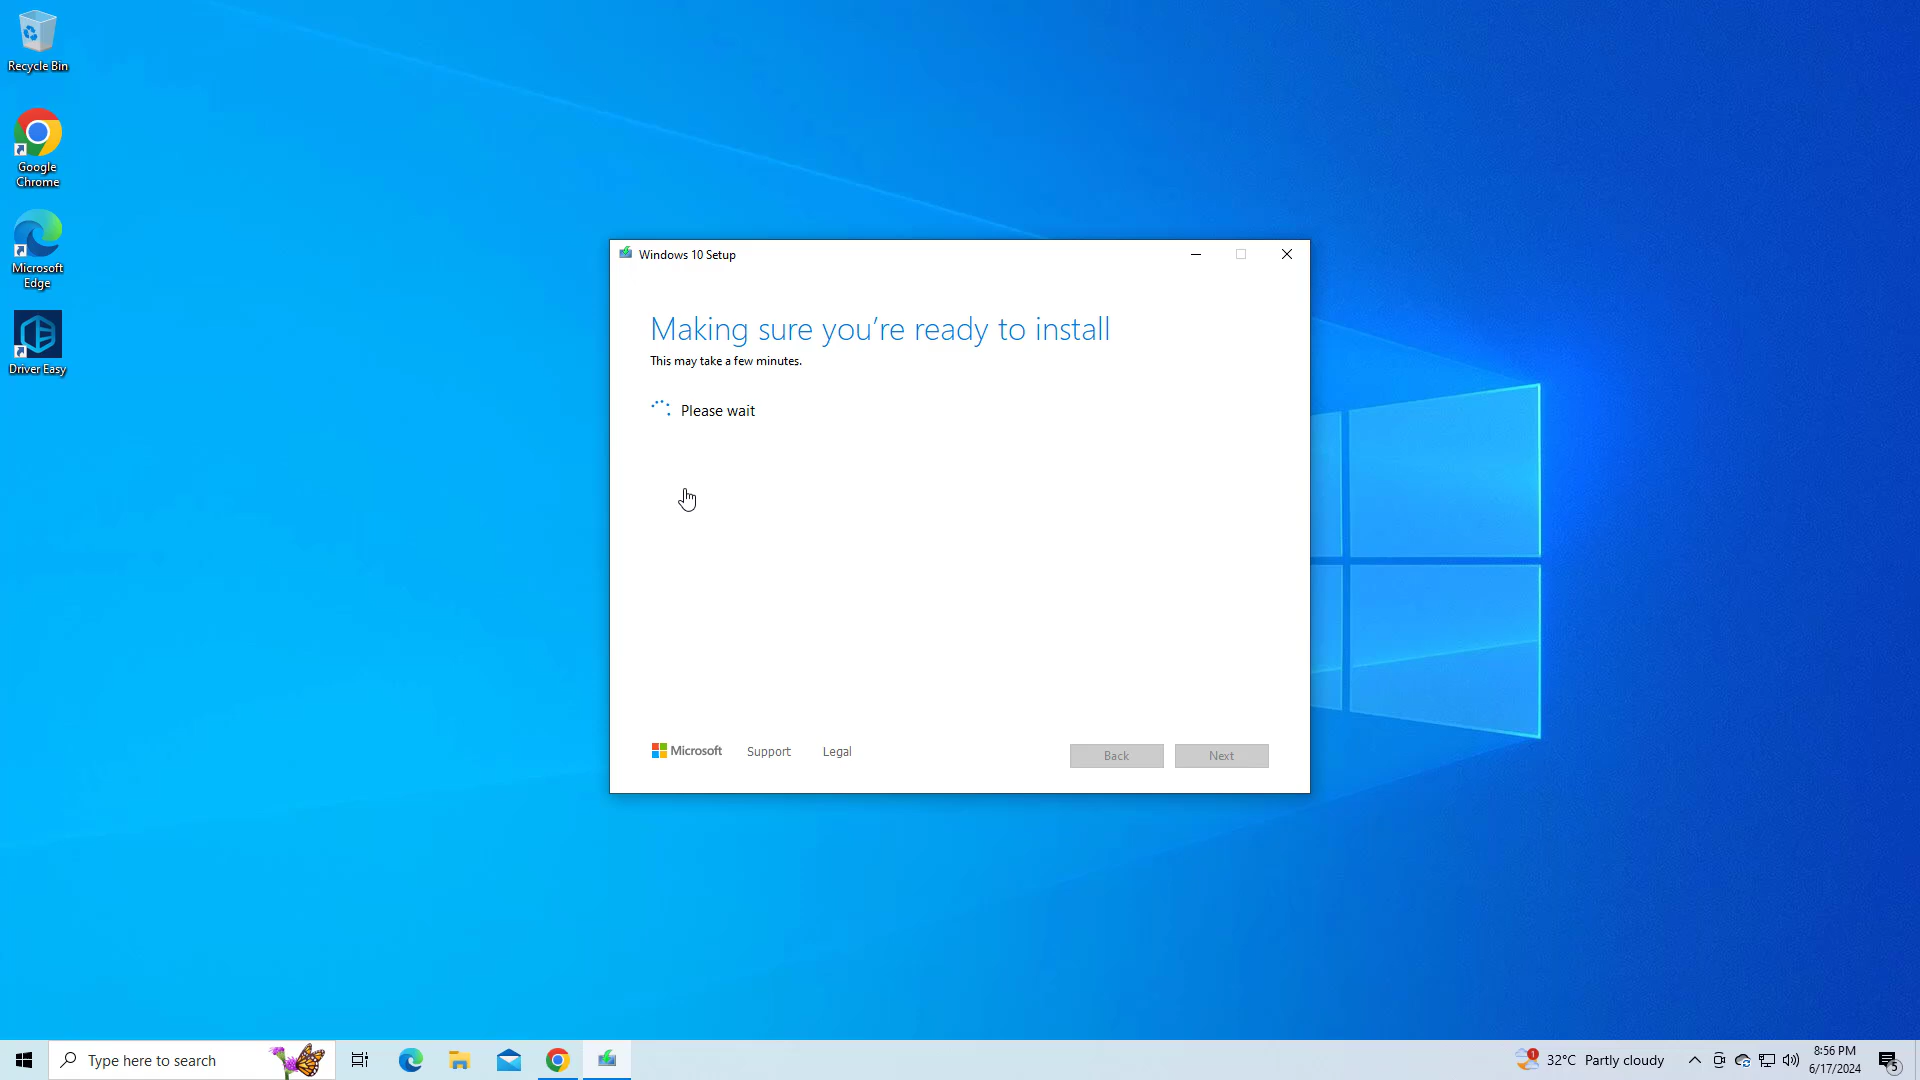 Recycle Bin
Google
Chrome
Microsoft
Edge
Driver Easy
Windows 10 Setup
Making sure you’re ready to install
This may take a few minutes.
Please wait
Microsoft Support Legal Back Next
Type here to search
1 32°C Partly cloudy
8:56 PM
6/17/2024
5